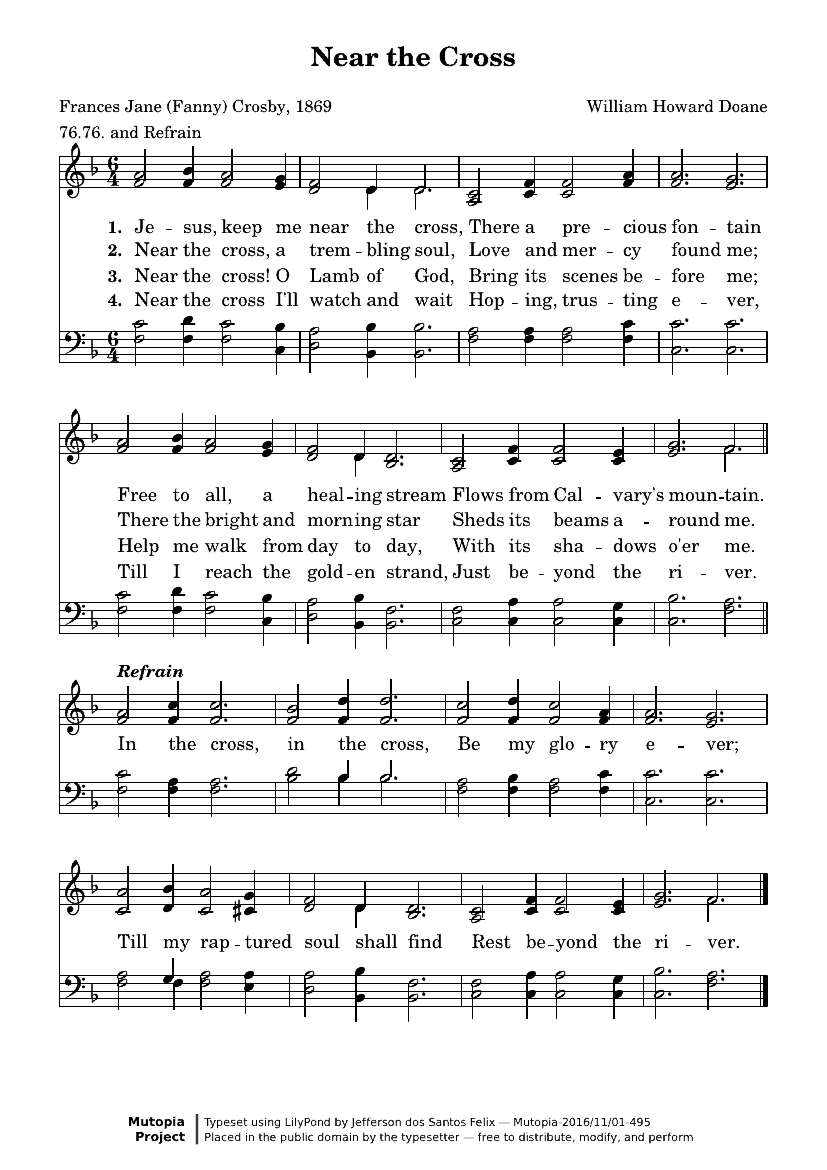 Near the Cross
Frances Jane (Fanny) Crosby, 1869 William Howard Doane
76.76. and Refrain
1. Je - sus, keep me near the cross, There a pre - cious fon - tain
2. Near the cross, a trem - bling soul, Love and mer - cy found me;
3. Near the cross! O Lamb of God, Bring its scenes be - fore me;
4. Near the cross I'll watch and wait Hop - ing, trus - ting e - ver,
Free to all, a heal - ing stream Flows from Cal - vary's moun - tain.
There the bright and morning star Sheds its beams a - round me.
Help me walk from day to day, With its sha - dows o'er me.
Till I reach the gold - en strand, Just be - yond the ri - ver.
Refrain
In the cross, in the cross, Be my glo - ry e - ver;
Till my rap - tured soul shall find Rest be - yond the ri - ver.
Mutopia Project
Typeset using LilyPond by Jefferson dos Santos Felix — Mutopia-2016/11/01-495
Placed in the public domain by the typesetter — free to distribute, modify, and perform